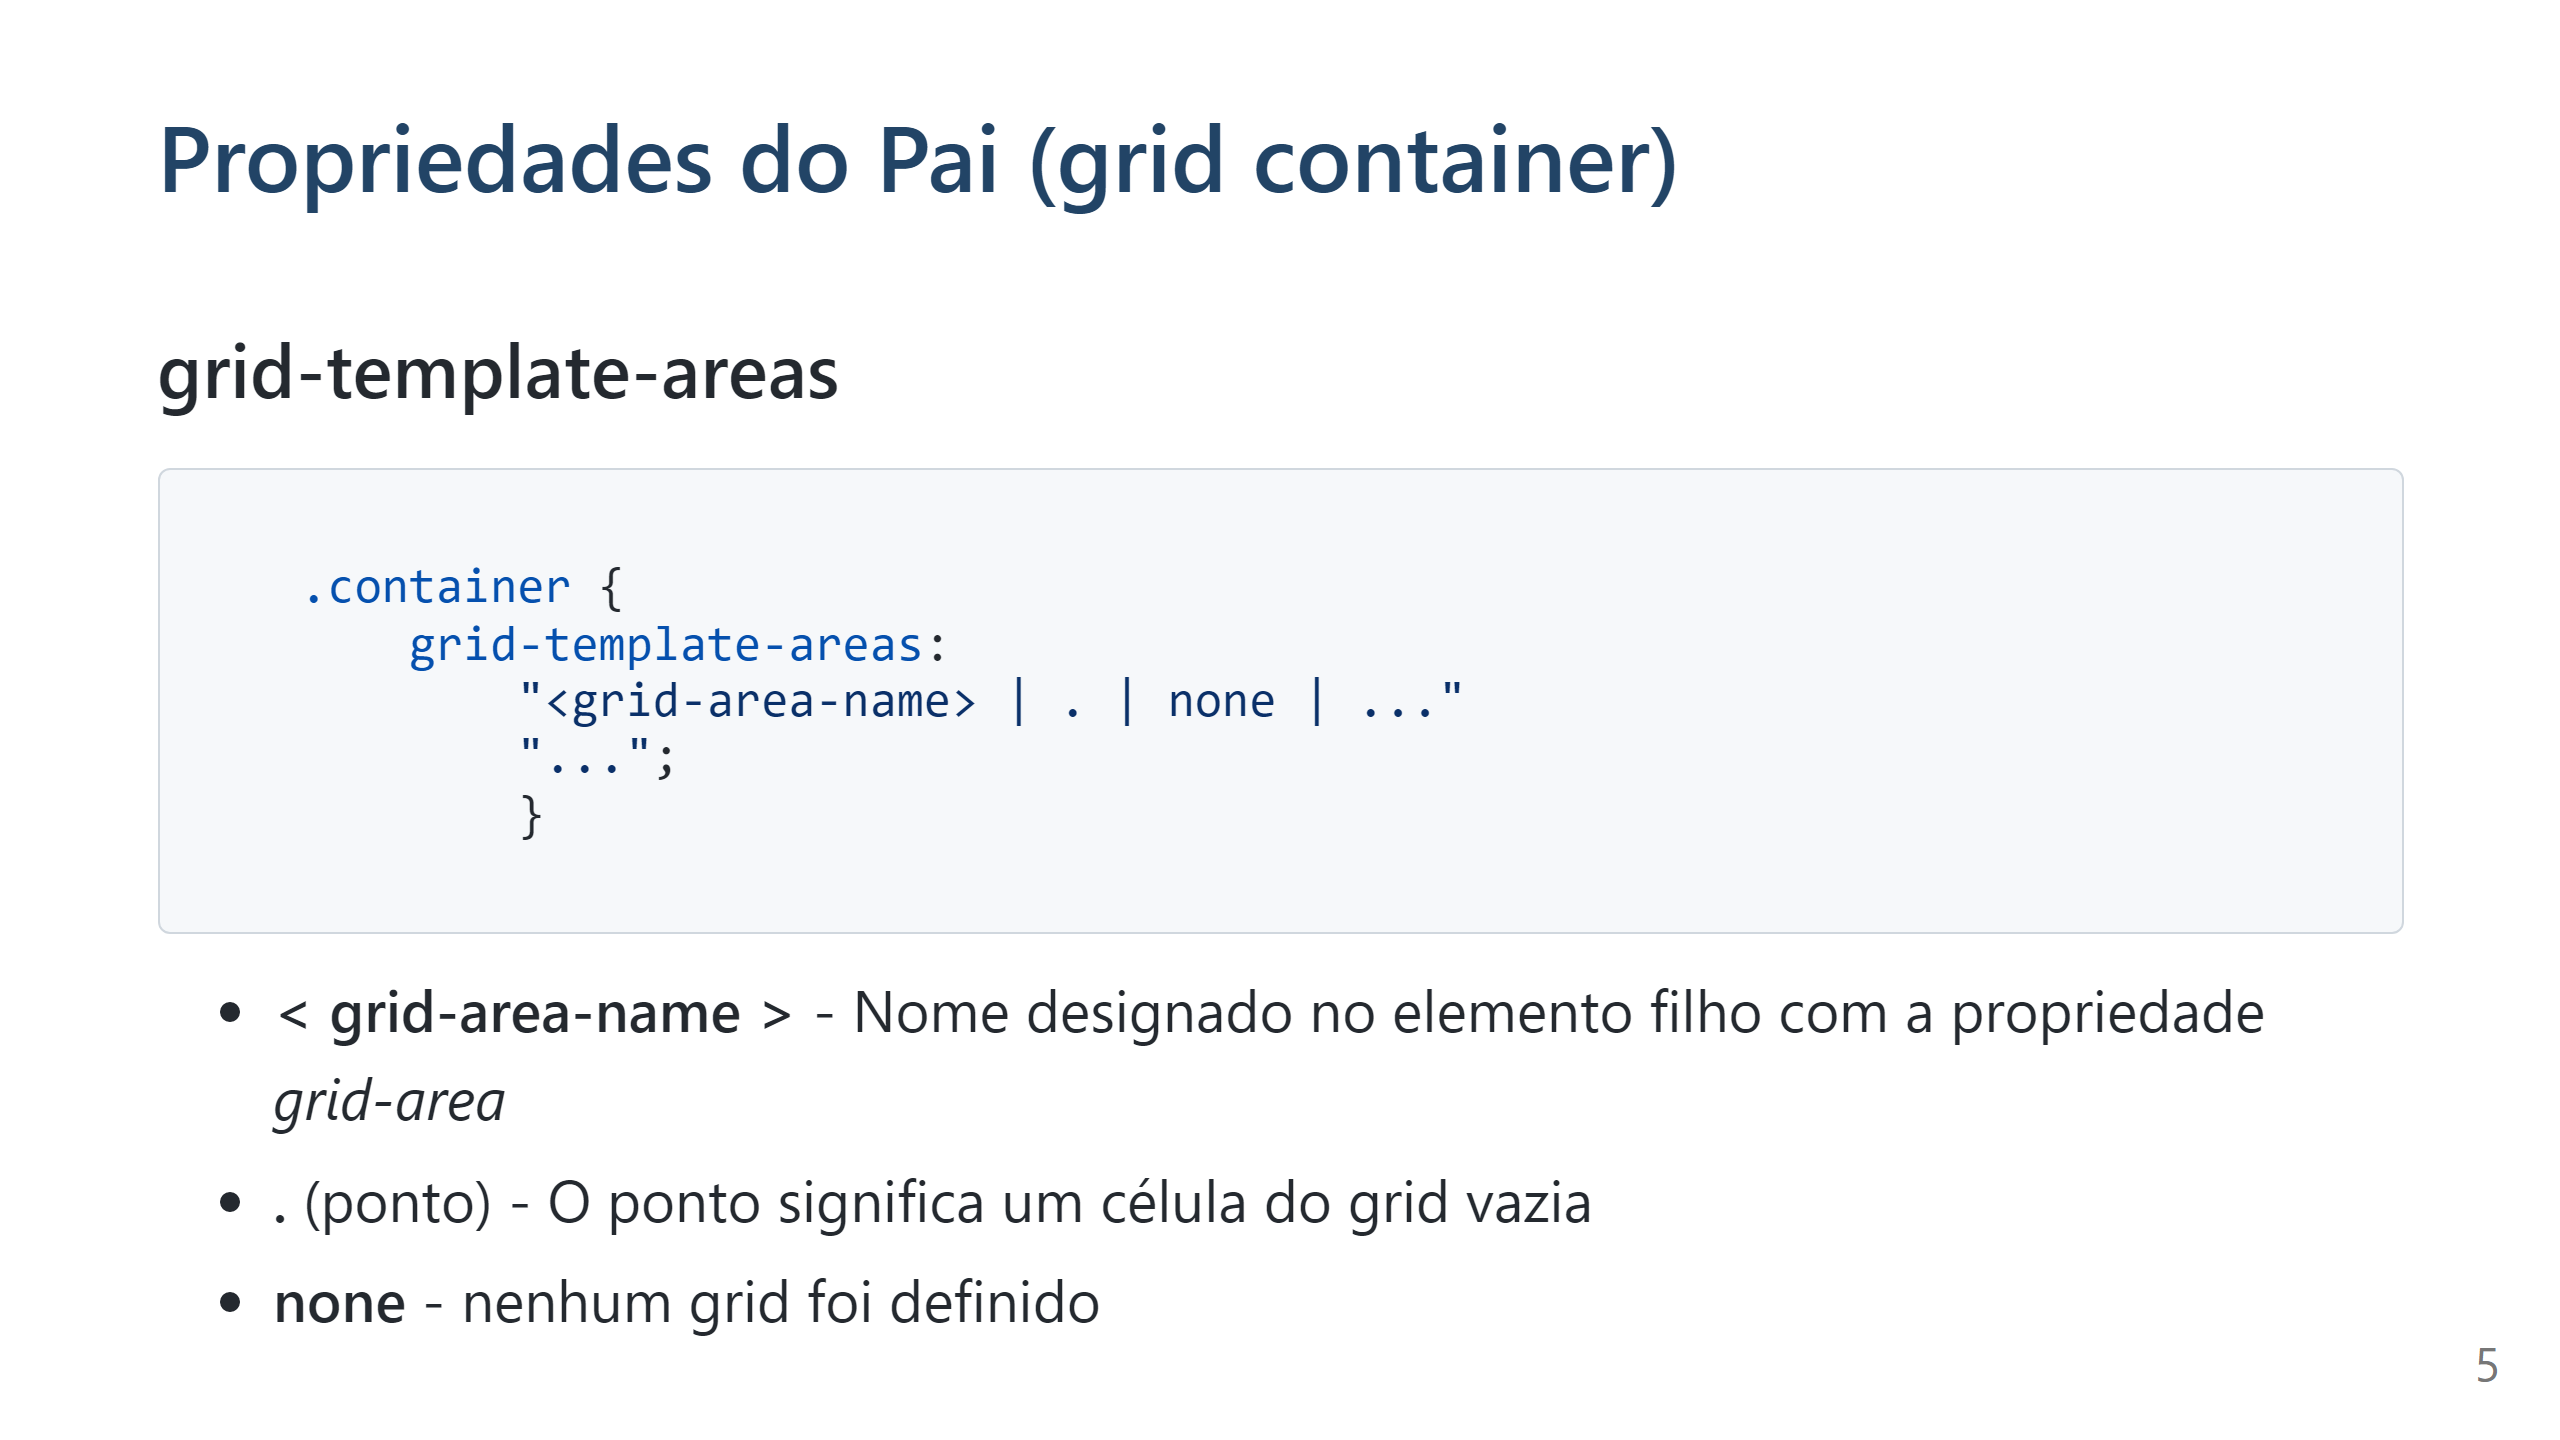 Propriedades do Pai (grid container)
grid-template-areas
.container {
grid-template-areas:
"<grid-area-name> | . | none | ..."
"...";
}
• < grid-area-name > - Nome designado no elemento filho com a propriedade
grid-area
• . (ponto) - O ponto significa um célula do grid vazia
• none - nenhum grid foi definido
5